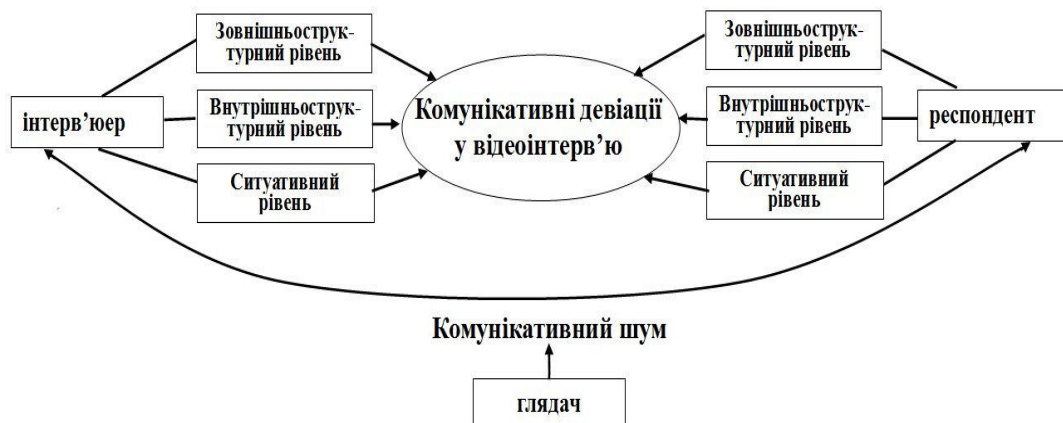 Зовнішньострук-
турний рівень
Зовнішньострук-
турний рівень
інтерв’юер
Внутрішньострук-
турний рівень
Комунікативні девіації
у відеоінтерв’ю
Внутрішньострук-
турний рівень
респондент
Ситуативний
рівень
Ситуативний
рівень
Комунікативний шум
глядач